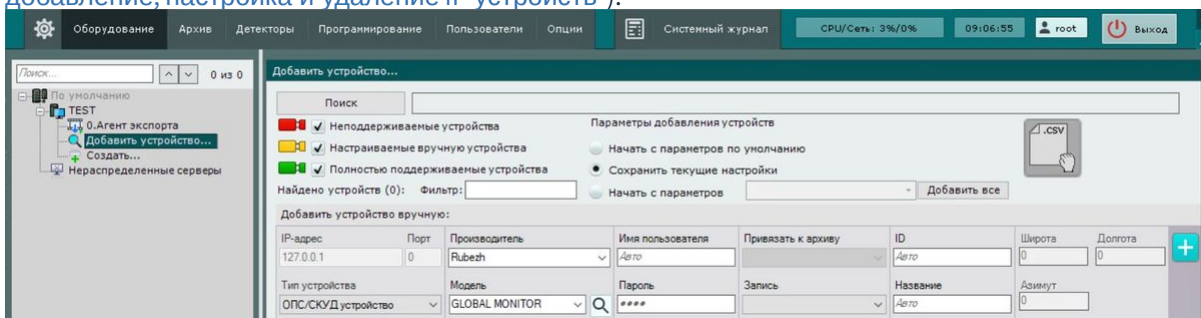 добавление, настройка и удаление IP-устройств").
Оборудование Архив Детекторы Программирование Пользователи Опции Системный журнал CPU/Сеть: 3%/0% 09:06:55 root Выход
Поиск... 0 из 0
По умолчанию
TEST
0.Агент экспорта
Добавить устройство...
Создать...
Нераспределенные серверы
Добавить устройство...
Поиск
Неподдерживаемые устройства
Настраиваемые вручную устройства
Полностью поддерживаемые устройства
Найдено устройств (0): Фильтр:
Параметры добавления устройств
Начать с параметров по умолчанию
Сохранить текущие настройки
Начать с параметров Добавить все
.csv
Добавить устройство вручную:
IP-адрес Порт Производитель Имя пользователя Привязать к архиву ID Широта Долгота
127.0.0.1 0 Rubezh Авто Авто 0 0
Тип устройства Модель Пароль Запись Название Азимут
ОПС/СКУД устройство GLOBAL MONITOR **** Авто 0